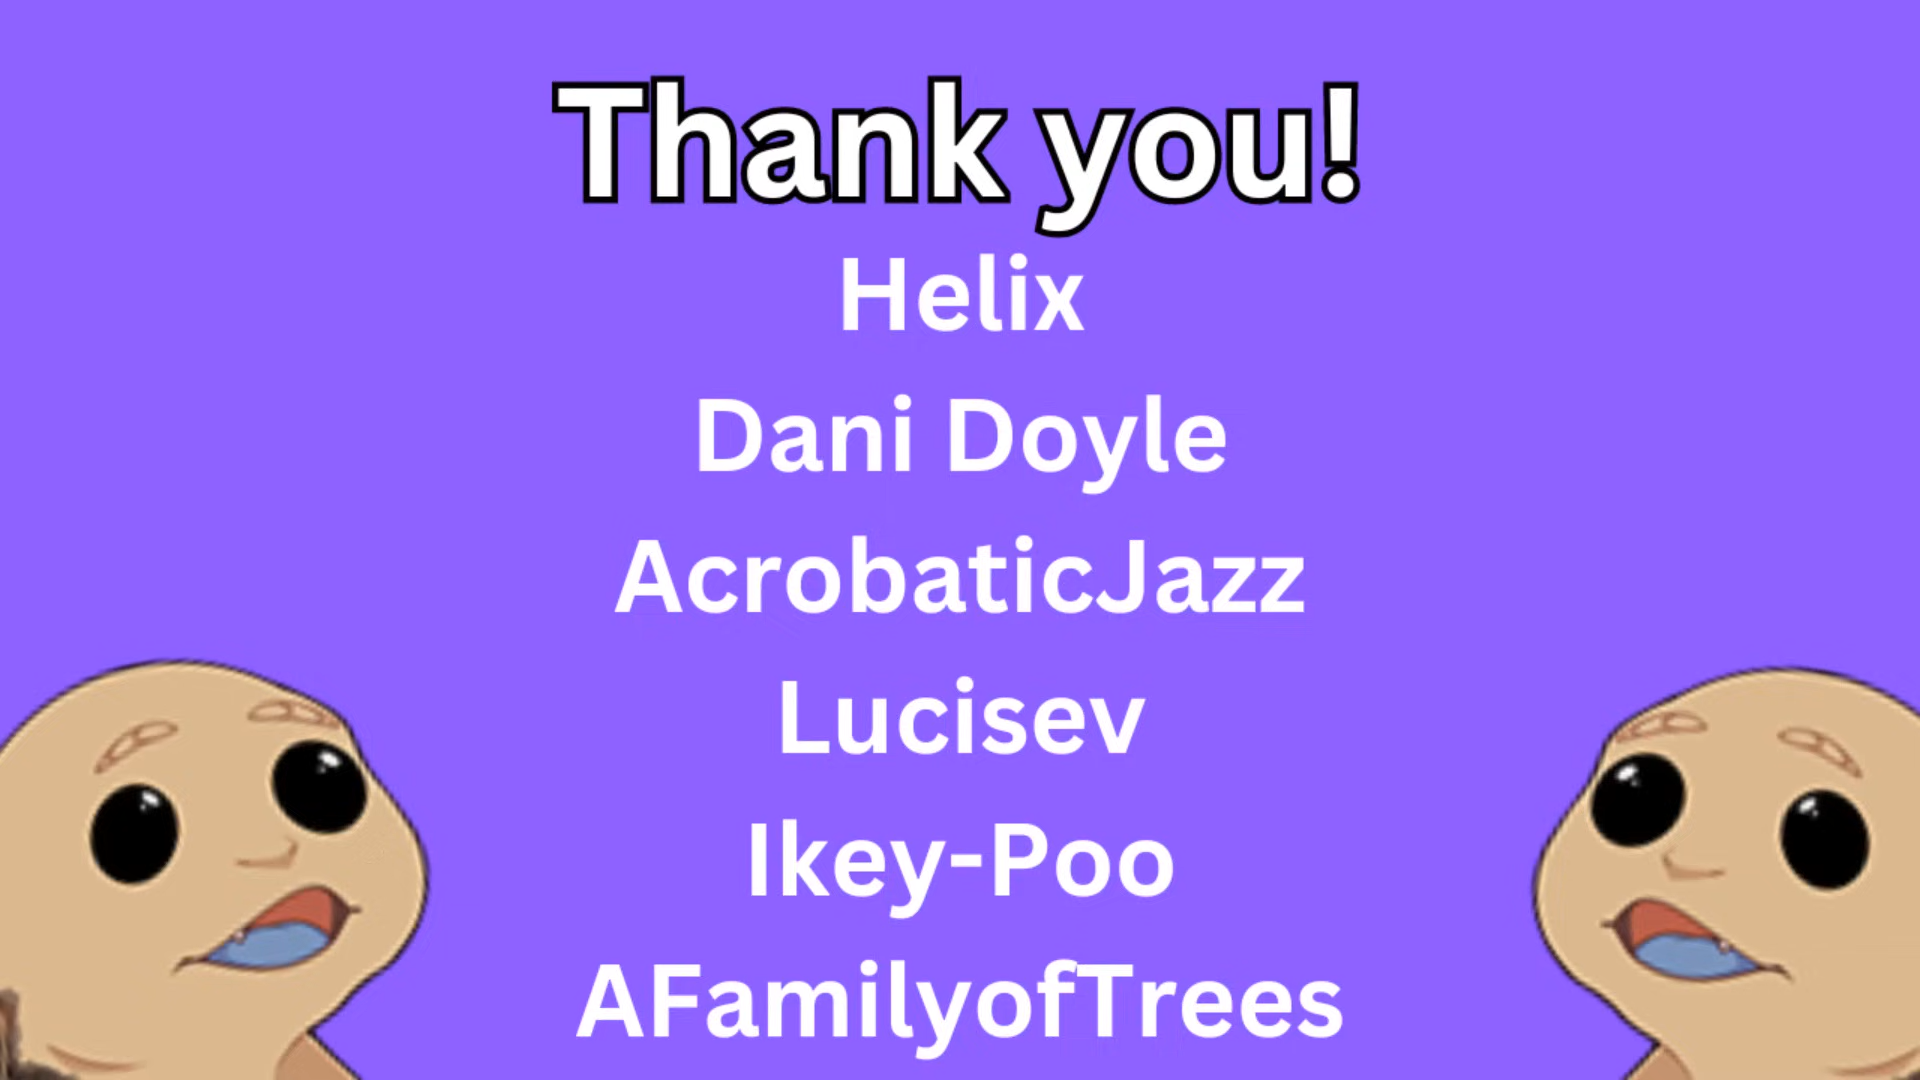 Thank you!
Helix
Dani Doyle
AcrobaticJazz
Lucisev
Ikey-Poo
AFamilyofTrees